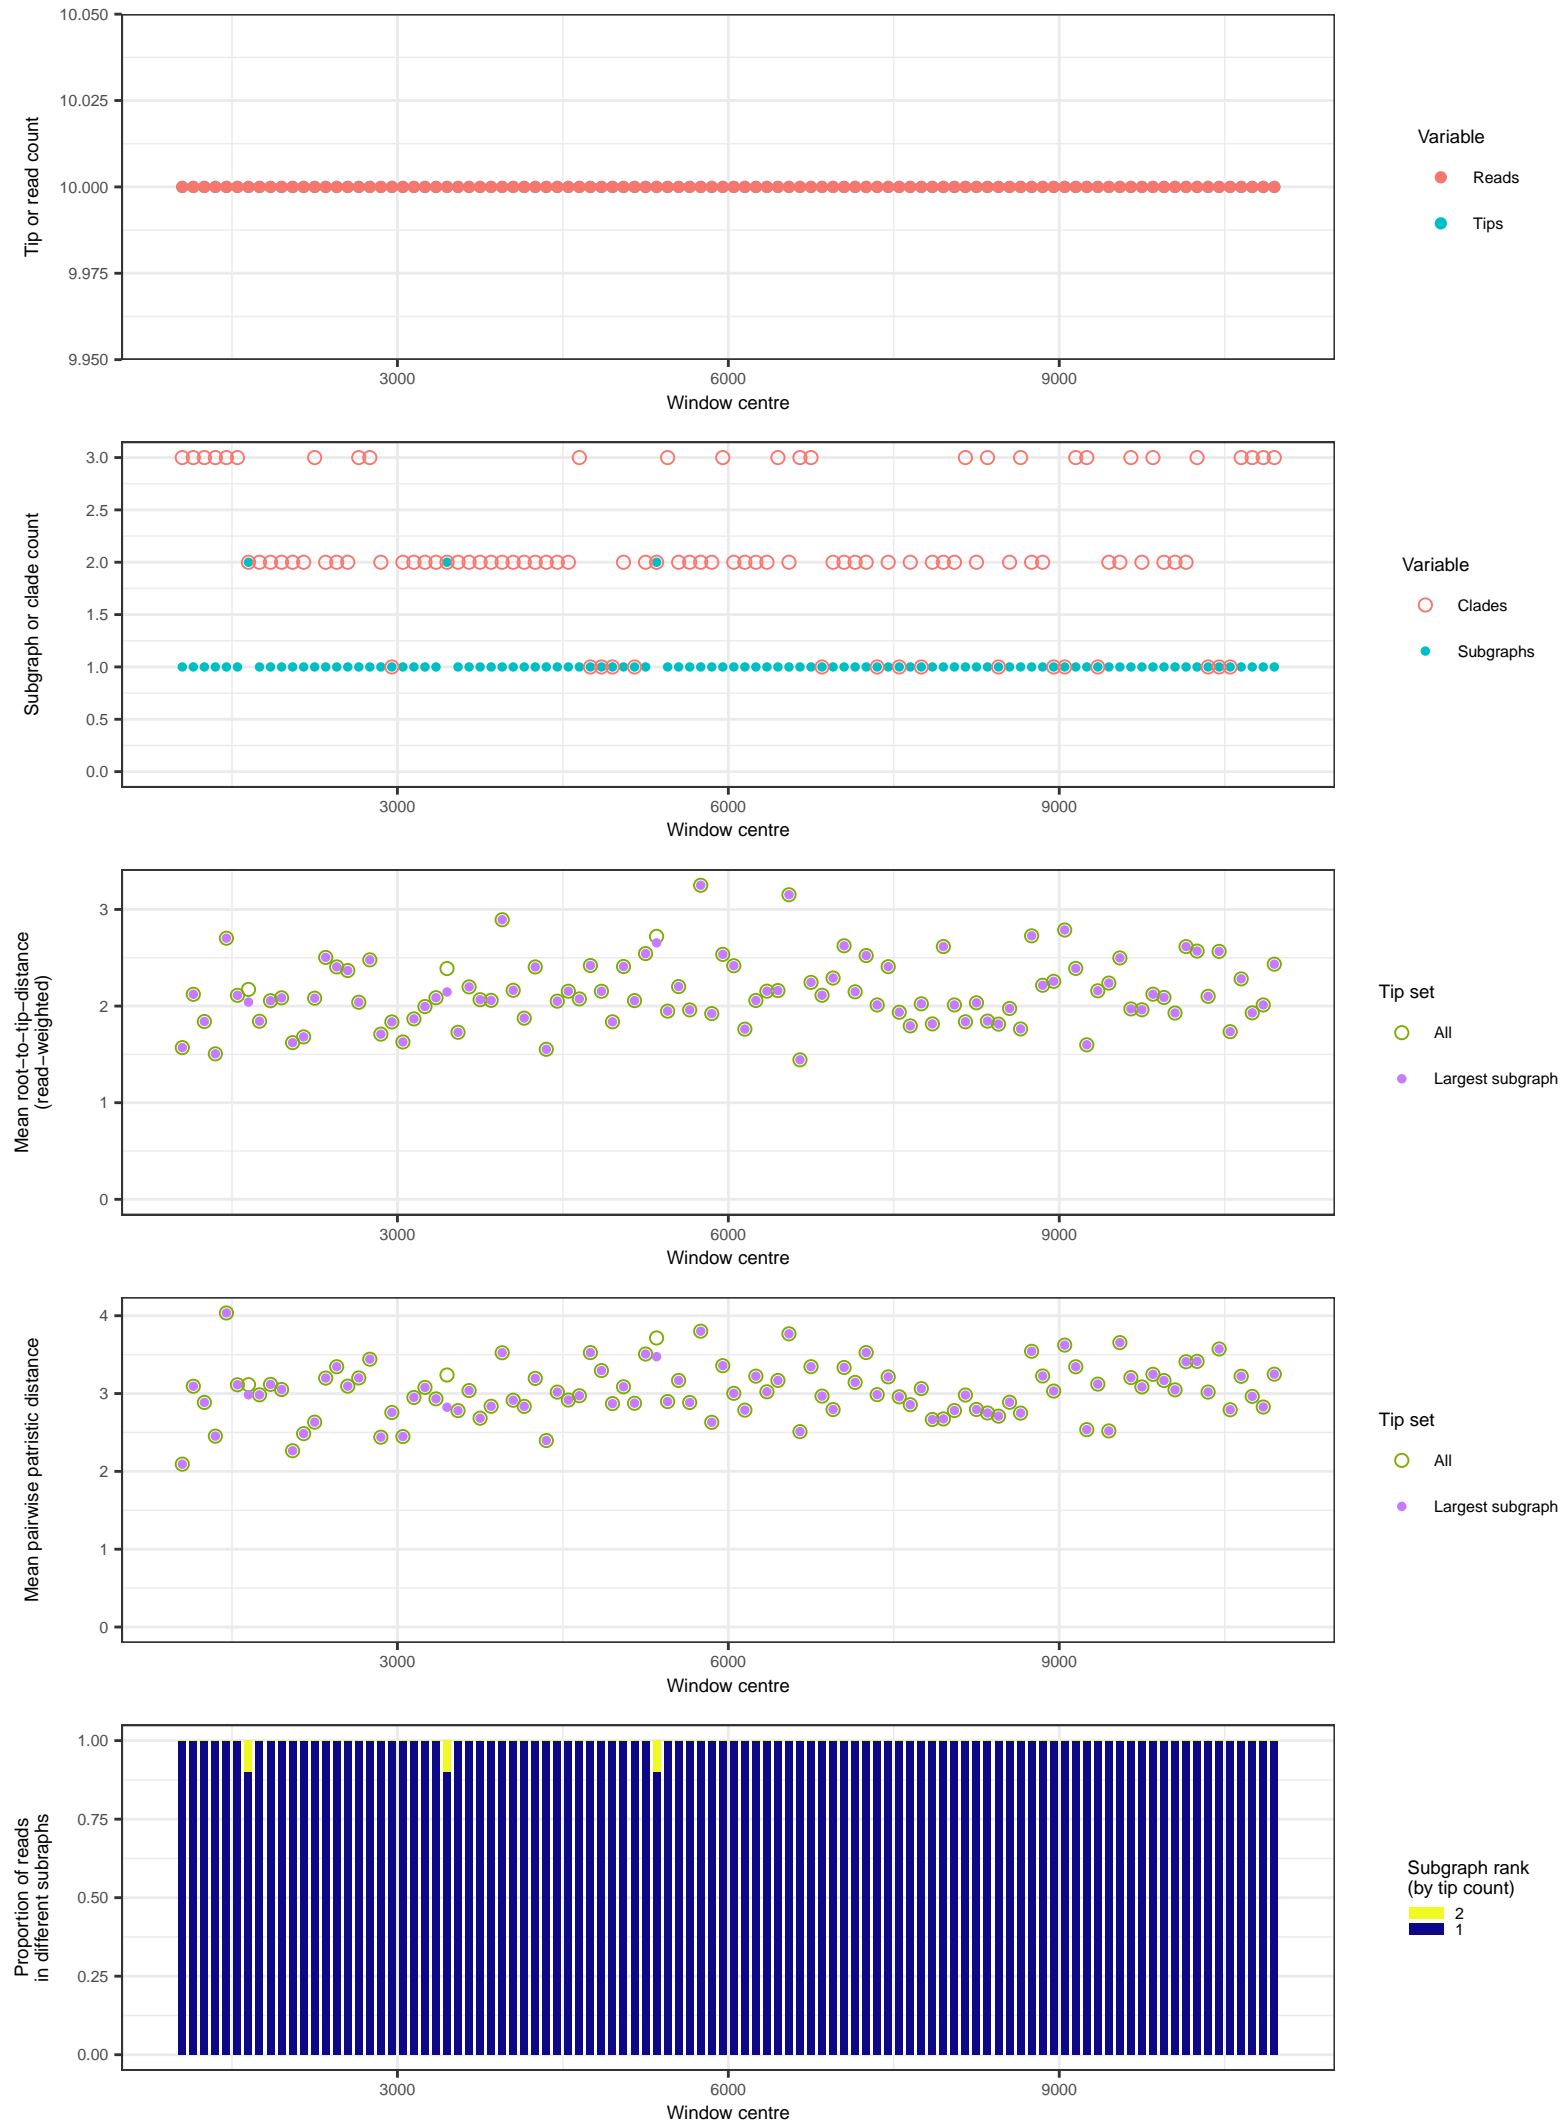 10.050
10.025
10.000
9.975
9.950
Tip or read count
3000
6000
9000
Window centre
Variable
Reads
Tips
3.0
2.5
2.0
1.5
1.0
0.5
0.0
Subgraph or clade count
3000
6000
9000
Window centre
Variable
Clades
Subgraphs
3
2
1
0
Mean root−to−tip−distance
(read−weighted)
3000
6000
9000
Window centre
Tip set
All
Largest subgraph
4
3
2
1
0
Mean pairwise patristic distance
3000
6000
9000
Window centre
Tip set
All
Largest subgraph
1.00
0.75
0.50
0.25
0.00
Proportion of reads
in different subraphs
3000
6000
9000
Window centre
Subgraph rank
(by tip count)
2
1